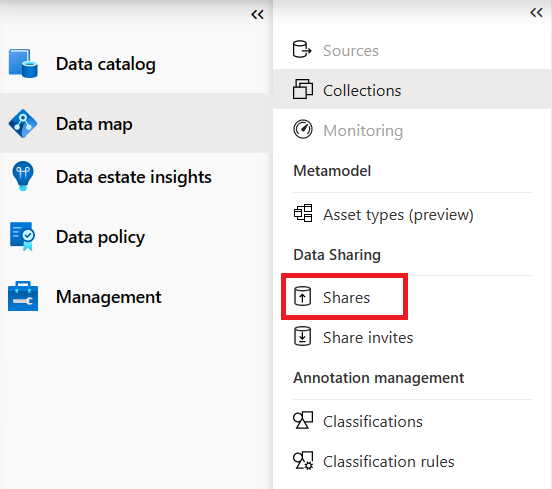 Data catalog
Data map
Data estate insights
Data policy
Management
Sources
Collections
Monitoring
Metamodel
Asset types (preview)
Data Sharing
Shares
Share invites
Annotation management
Classifications
Classification rules